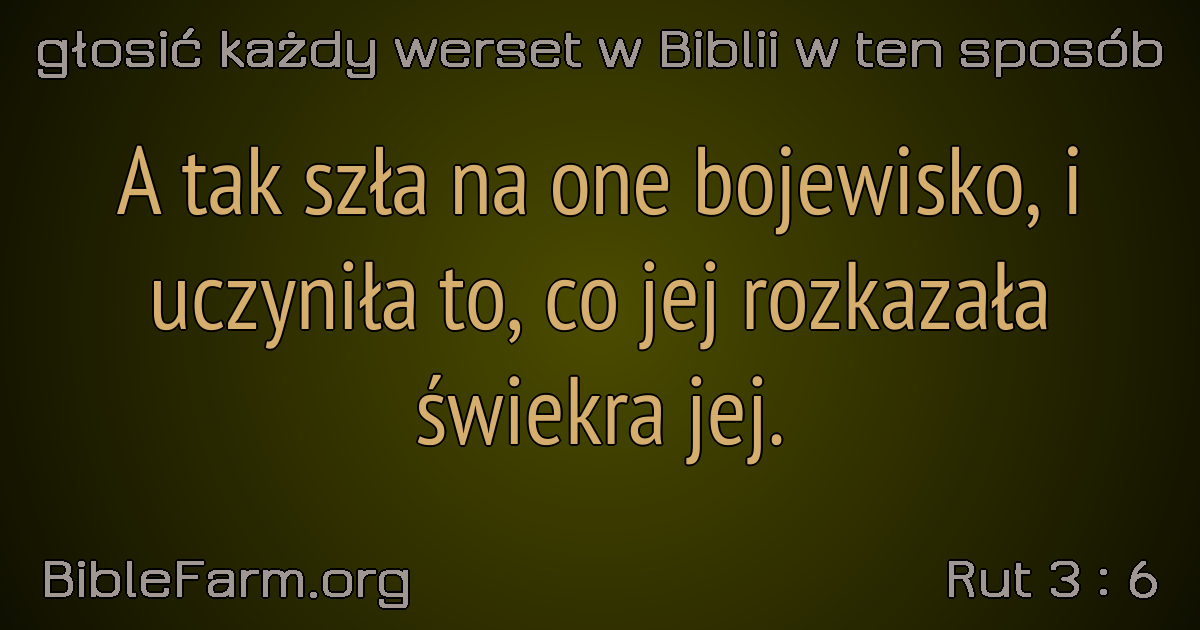 głosić każdy werset w Biblii w ten sposób
A tak szła na one bojewisko, i
uczyniła to, co jej rozkazała
świekra jej.
BibleFarm.org
Rut 3 : 6